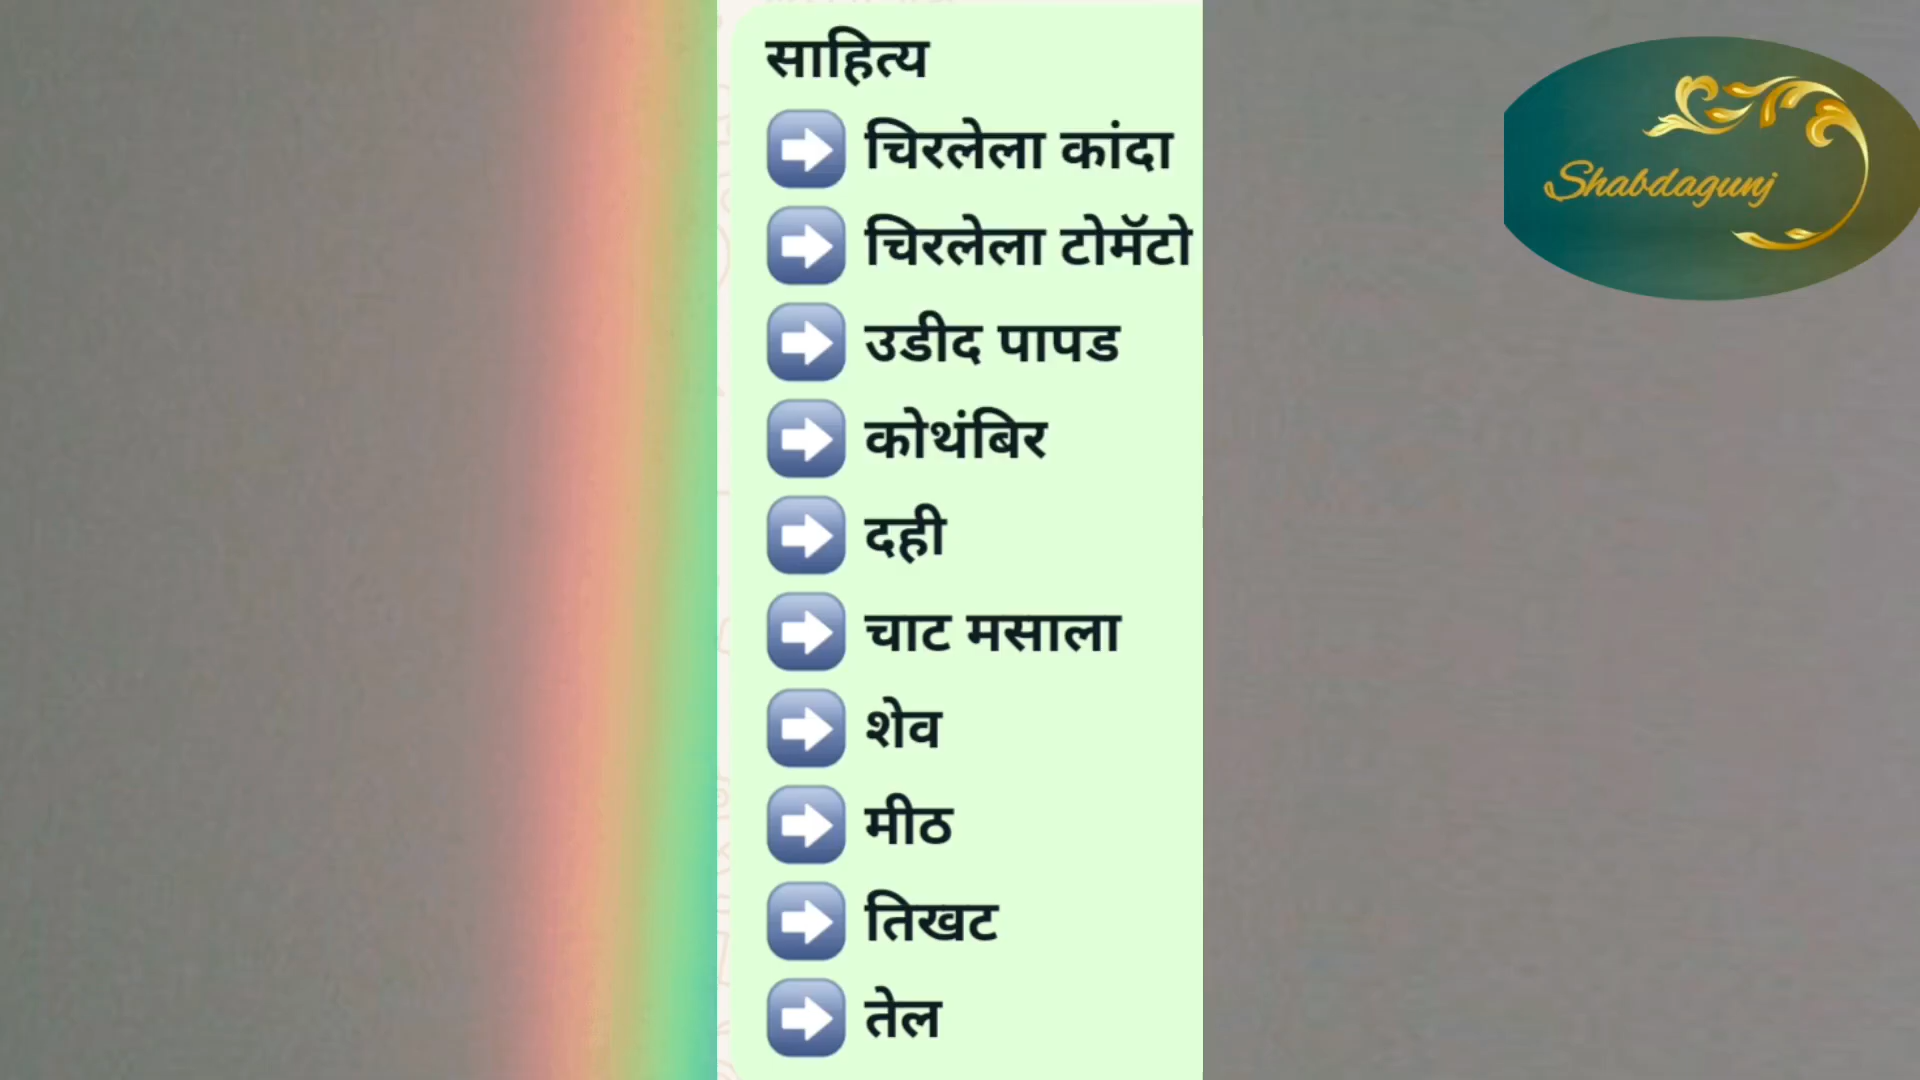 साहित्य
➡️ चिरलेला कांदा
➡️ चिरलेला टोमॅटो
➡️ उडीद पापड
➡️ कोथंबिर
➡️ दही
➡️ चाट मसाला
➡️ शेव
➡️ मीठ
➡️ तिखट
➡️ तेल
Shabdagunj